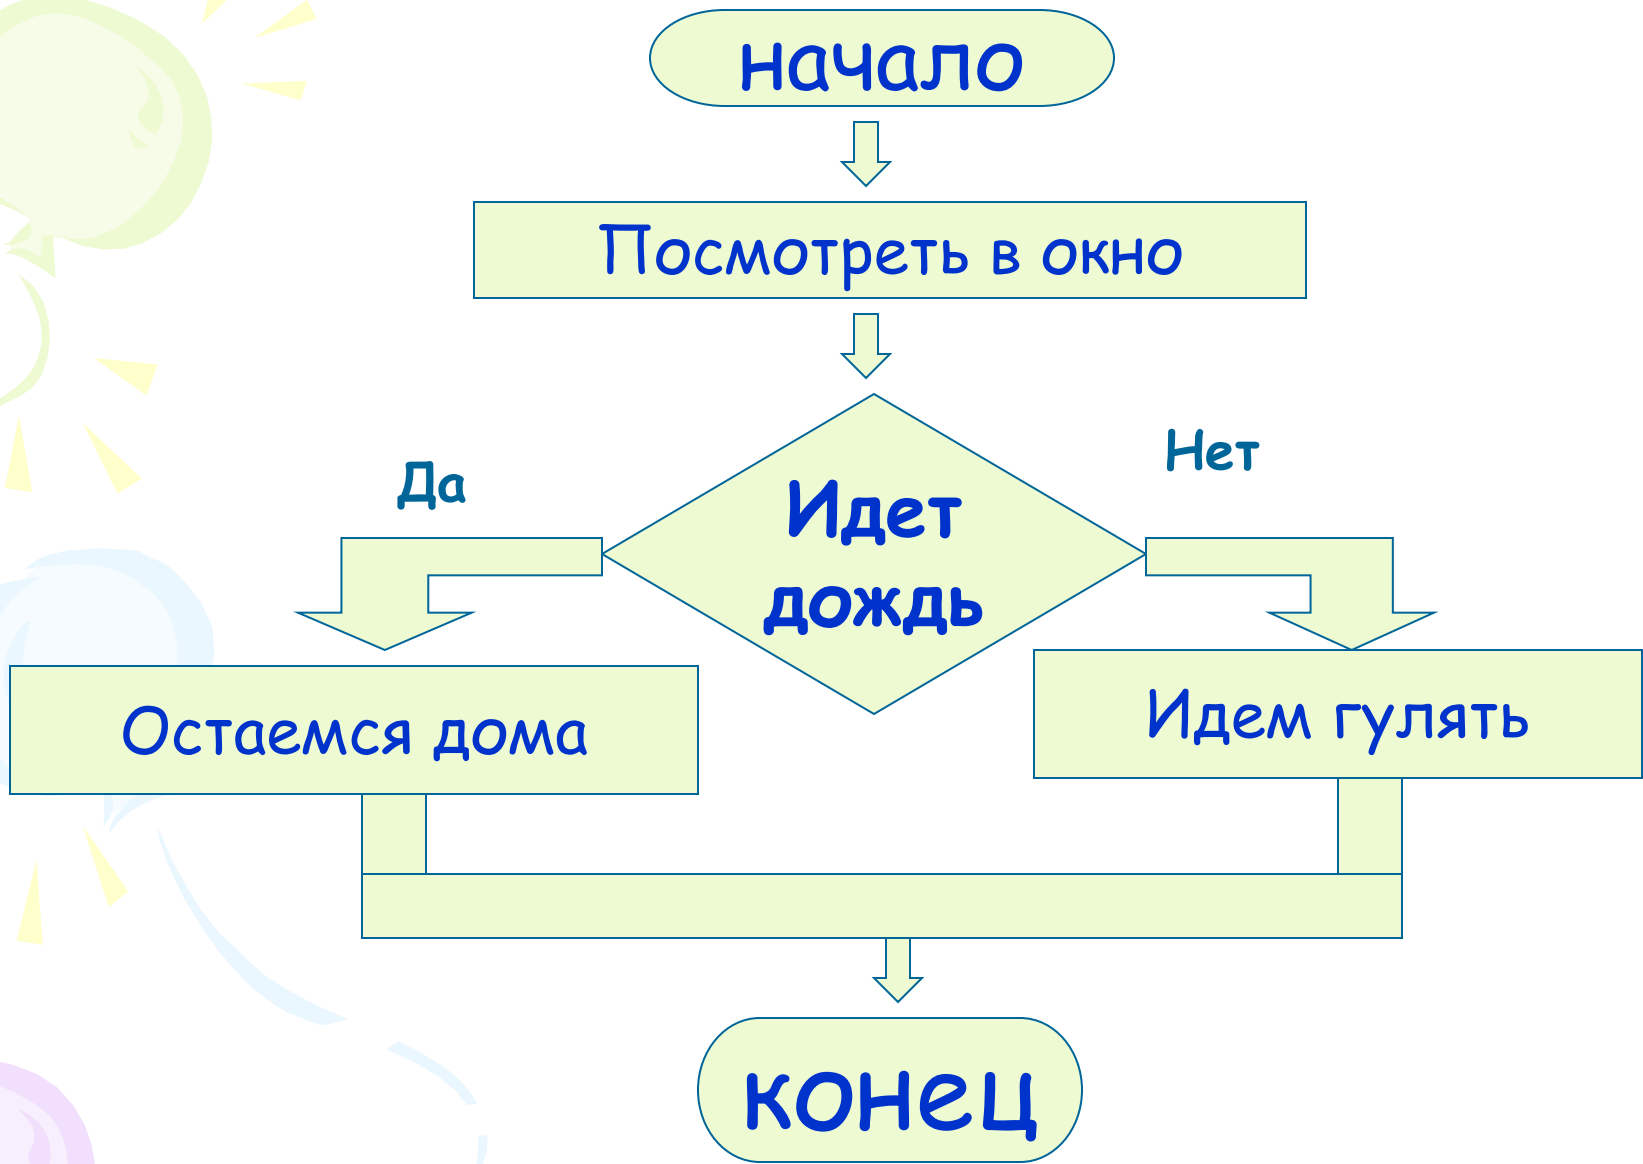 начало
Посмотреть в окно
Да
Нет
Идет
дождь
Остаемся дома
Идем гулять
конец